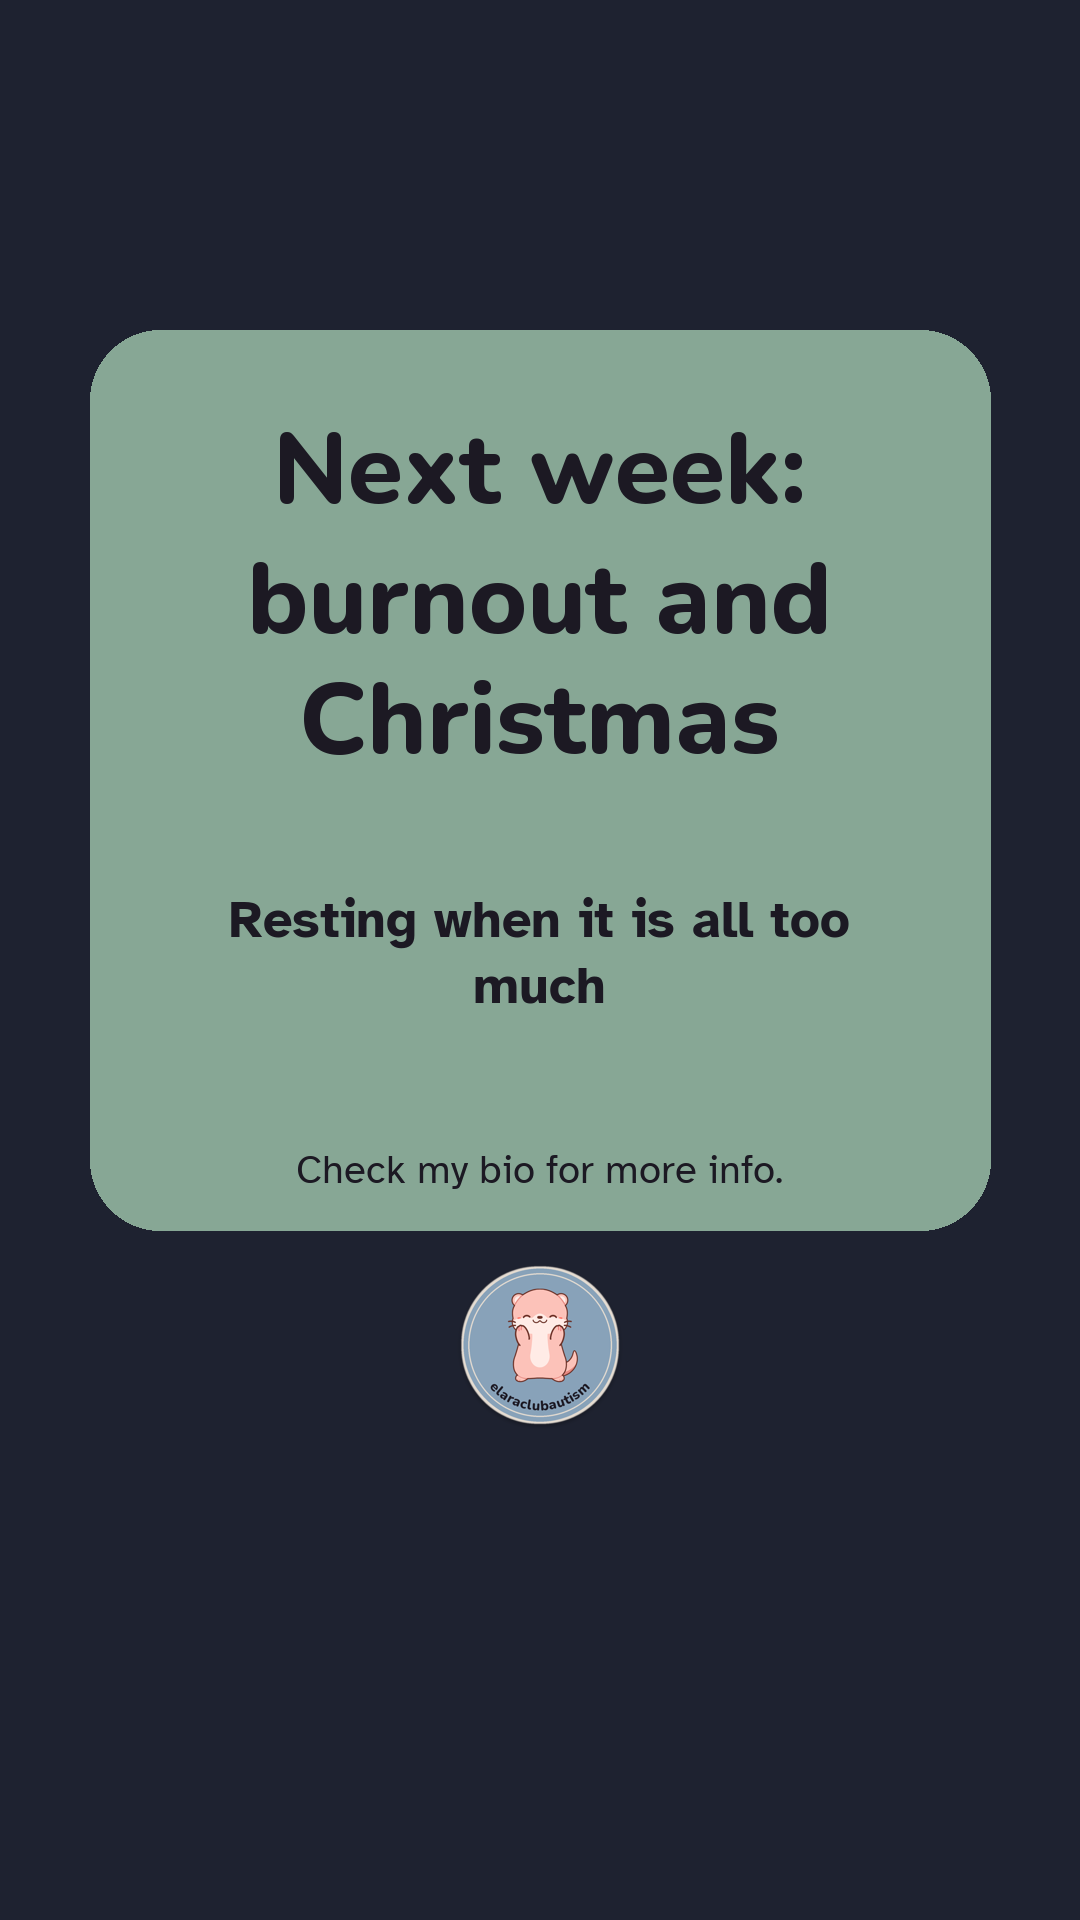 Next week:
burnout and
Christmas
Resting when it is all too
much
Check my bio for more info.
elaraclubautism